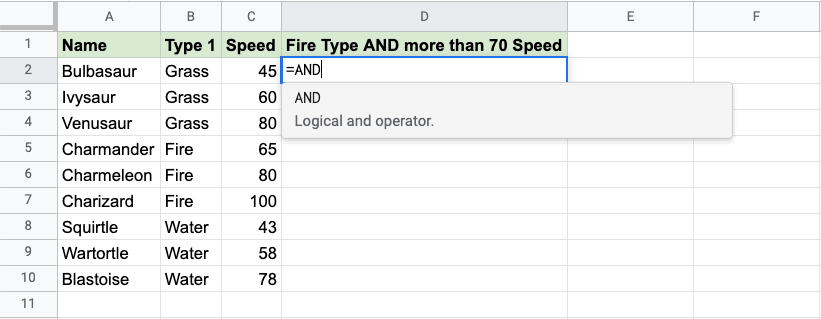 A B C D E F
1 Name Type 1 Speed Fire Type AND more than 70 Speed
2 Bulbasaur Grass 45 =AND
3 Ivysaur Grass 60 AND
4 Venusaur Grass 80 Logical and operator.
5 Charmander Fire 65
6 Charmeleon Fire 80
7 Charizard Fire 100
8 Squirtle Water 43
9 Wartortle Water 58
10 Blastoise Water 78
11